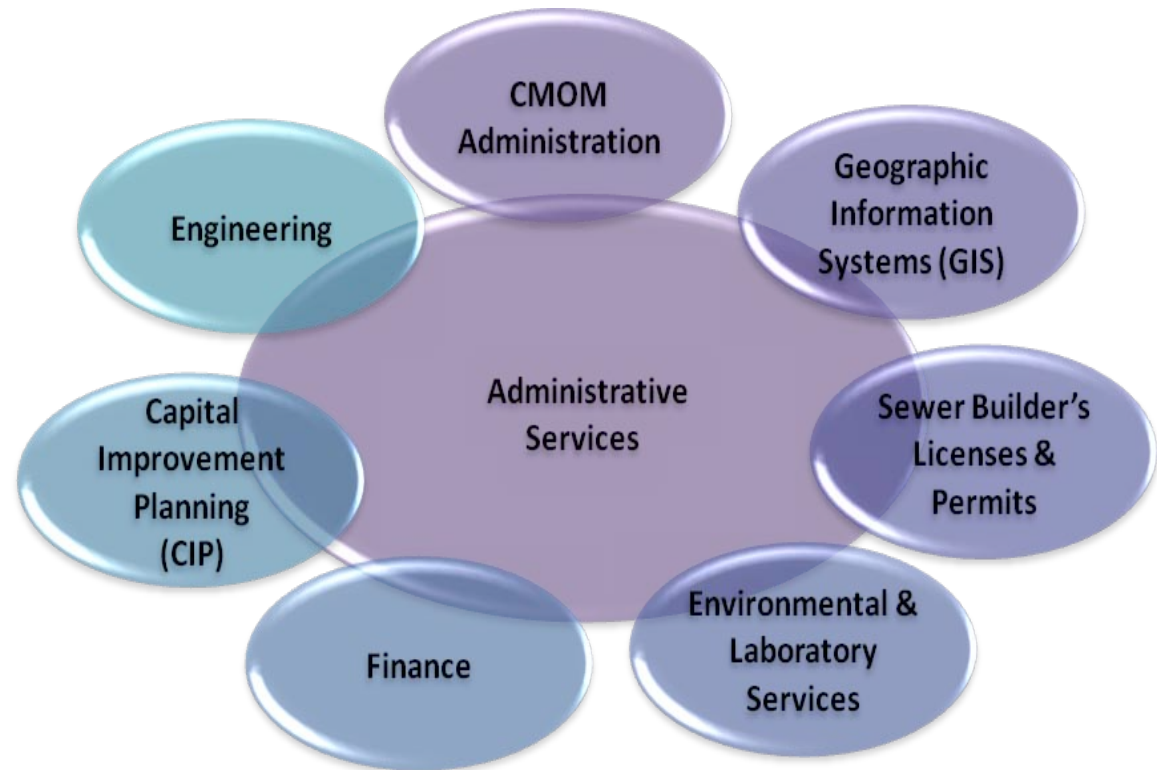 CMOM
Administration
Geographic
Information
Systems (GIS)
Sewer Builder's
Licenses &
Permits
Environmental &
Laboratory
Services
Finance
Capital
Improvement
Planning
(CIP)
Engineering
Administrative
Services